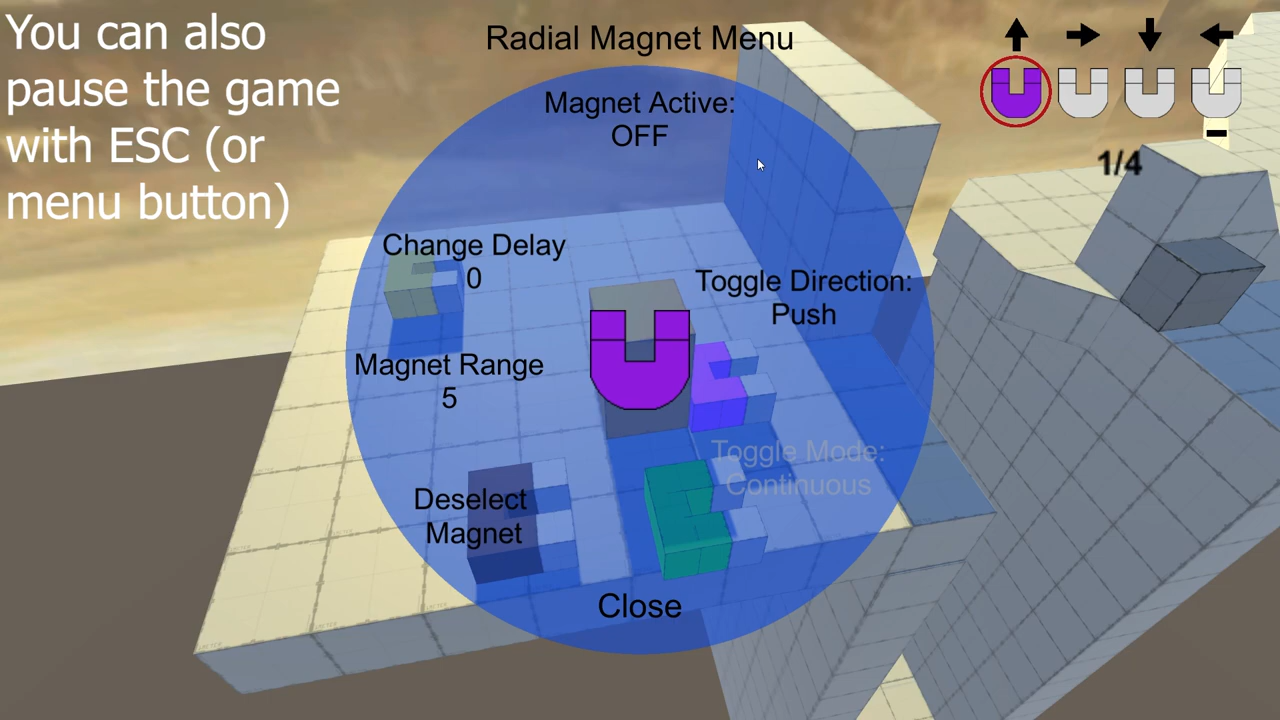 You can also
pause the game
with ESC (or
menu button)
Radial Magnet Menu
Magnet Active:
OFF
Change Delay
0
Toggle Direction:
Push
Magnet Range
5
Toggle Mode:
Continuous
Deselect
Magnet
Close
1/4